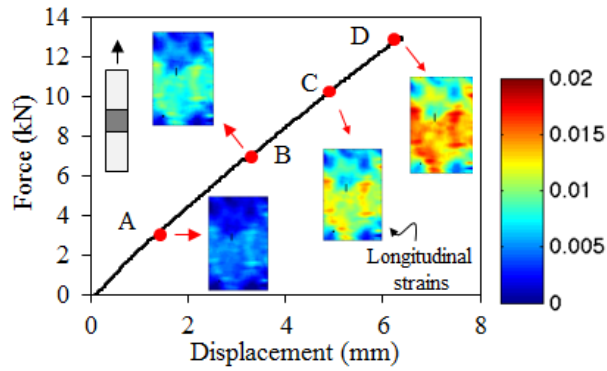 14
12
10
8
6
4
2
0
Force (kN)
0 2 4 6 8
Displacement (mm)
A
B
C
D
Longitudinal
strains
0.02
0.015
0.01
0.005
0